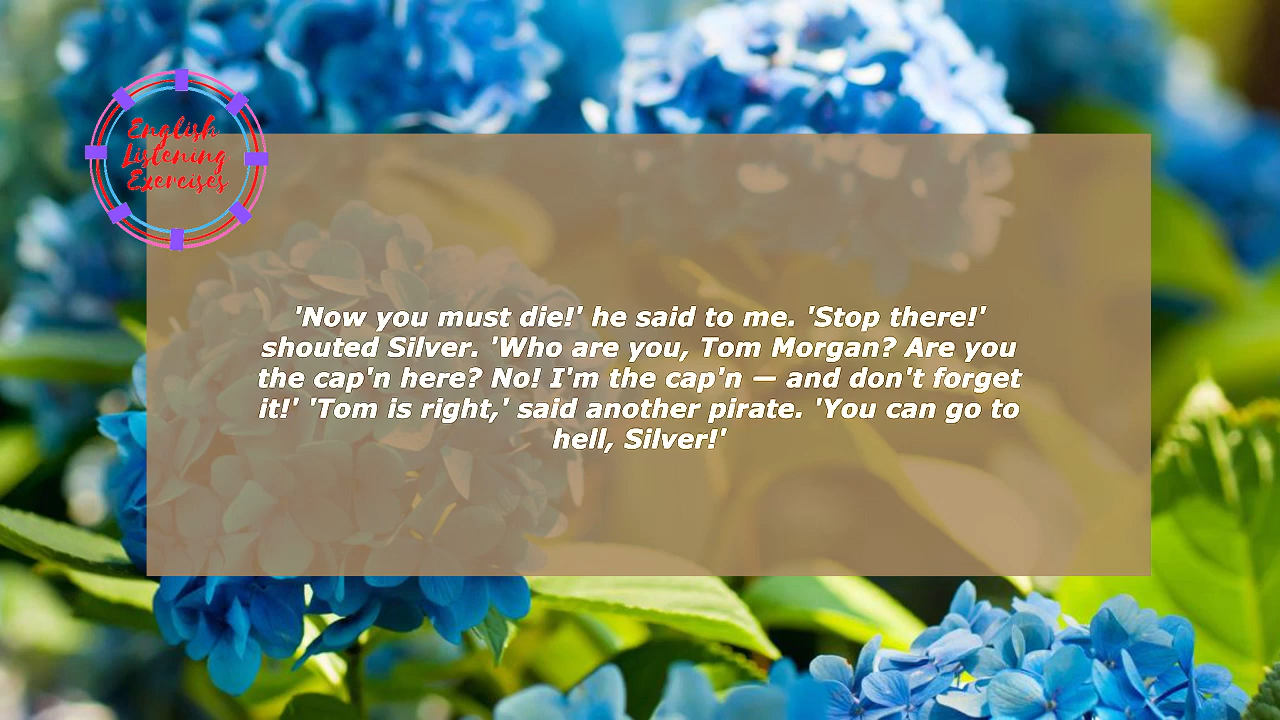 English
Listening
Exercises
'Now you must die!' he said to me. 'Stop there!'
shouted Silver. 'Who are you, Tom Morgan? Are you
the cap'n here? No! I'm the cap'n — and don't forget
it!' 'Tom is right,' said another pirate. 'You can go to
hell, Silver!'